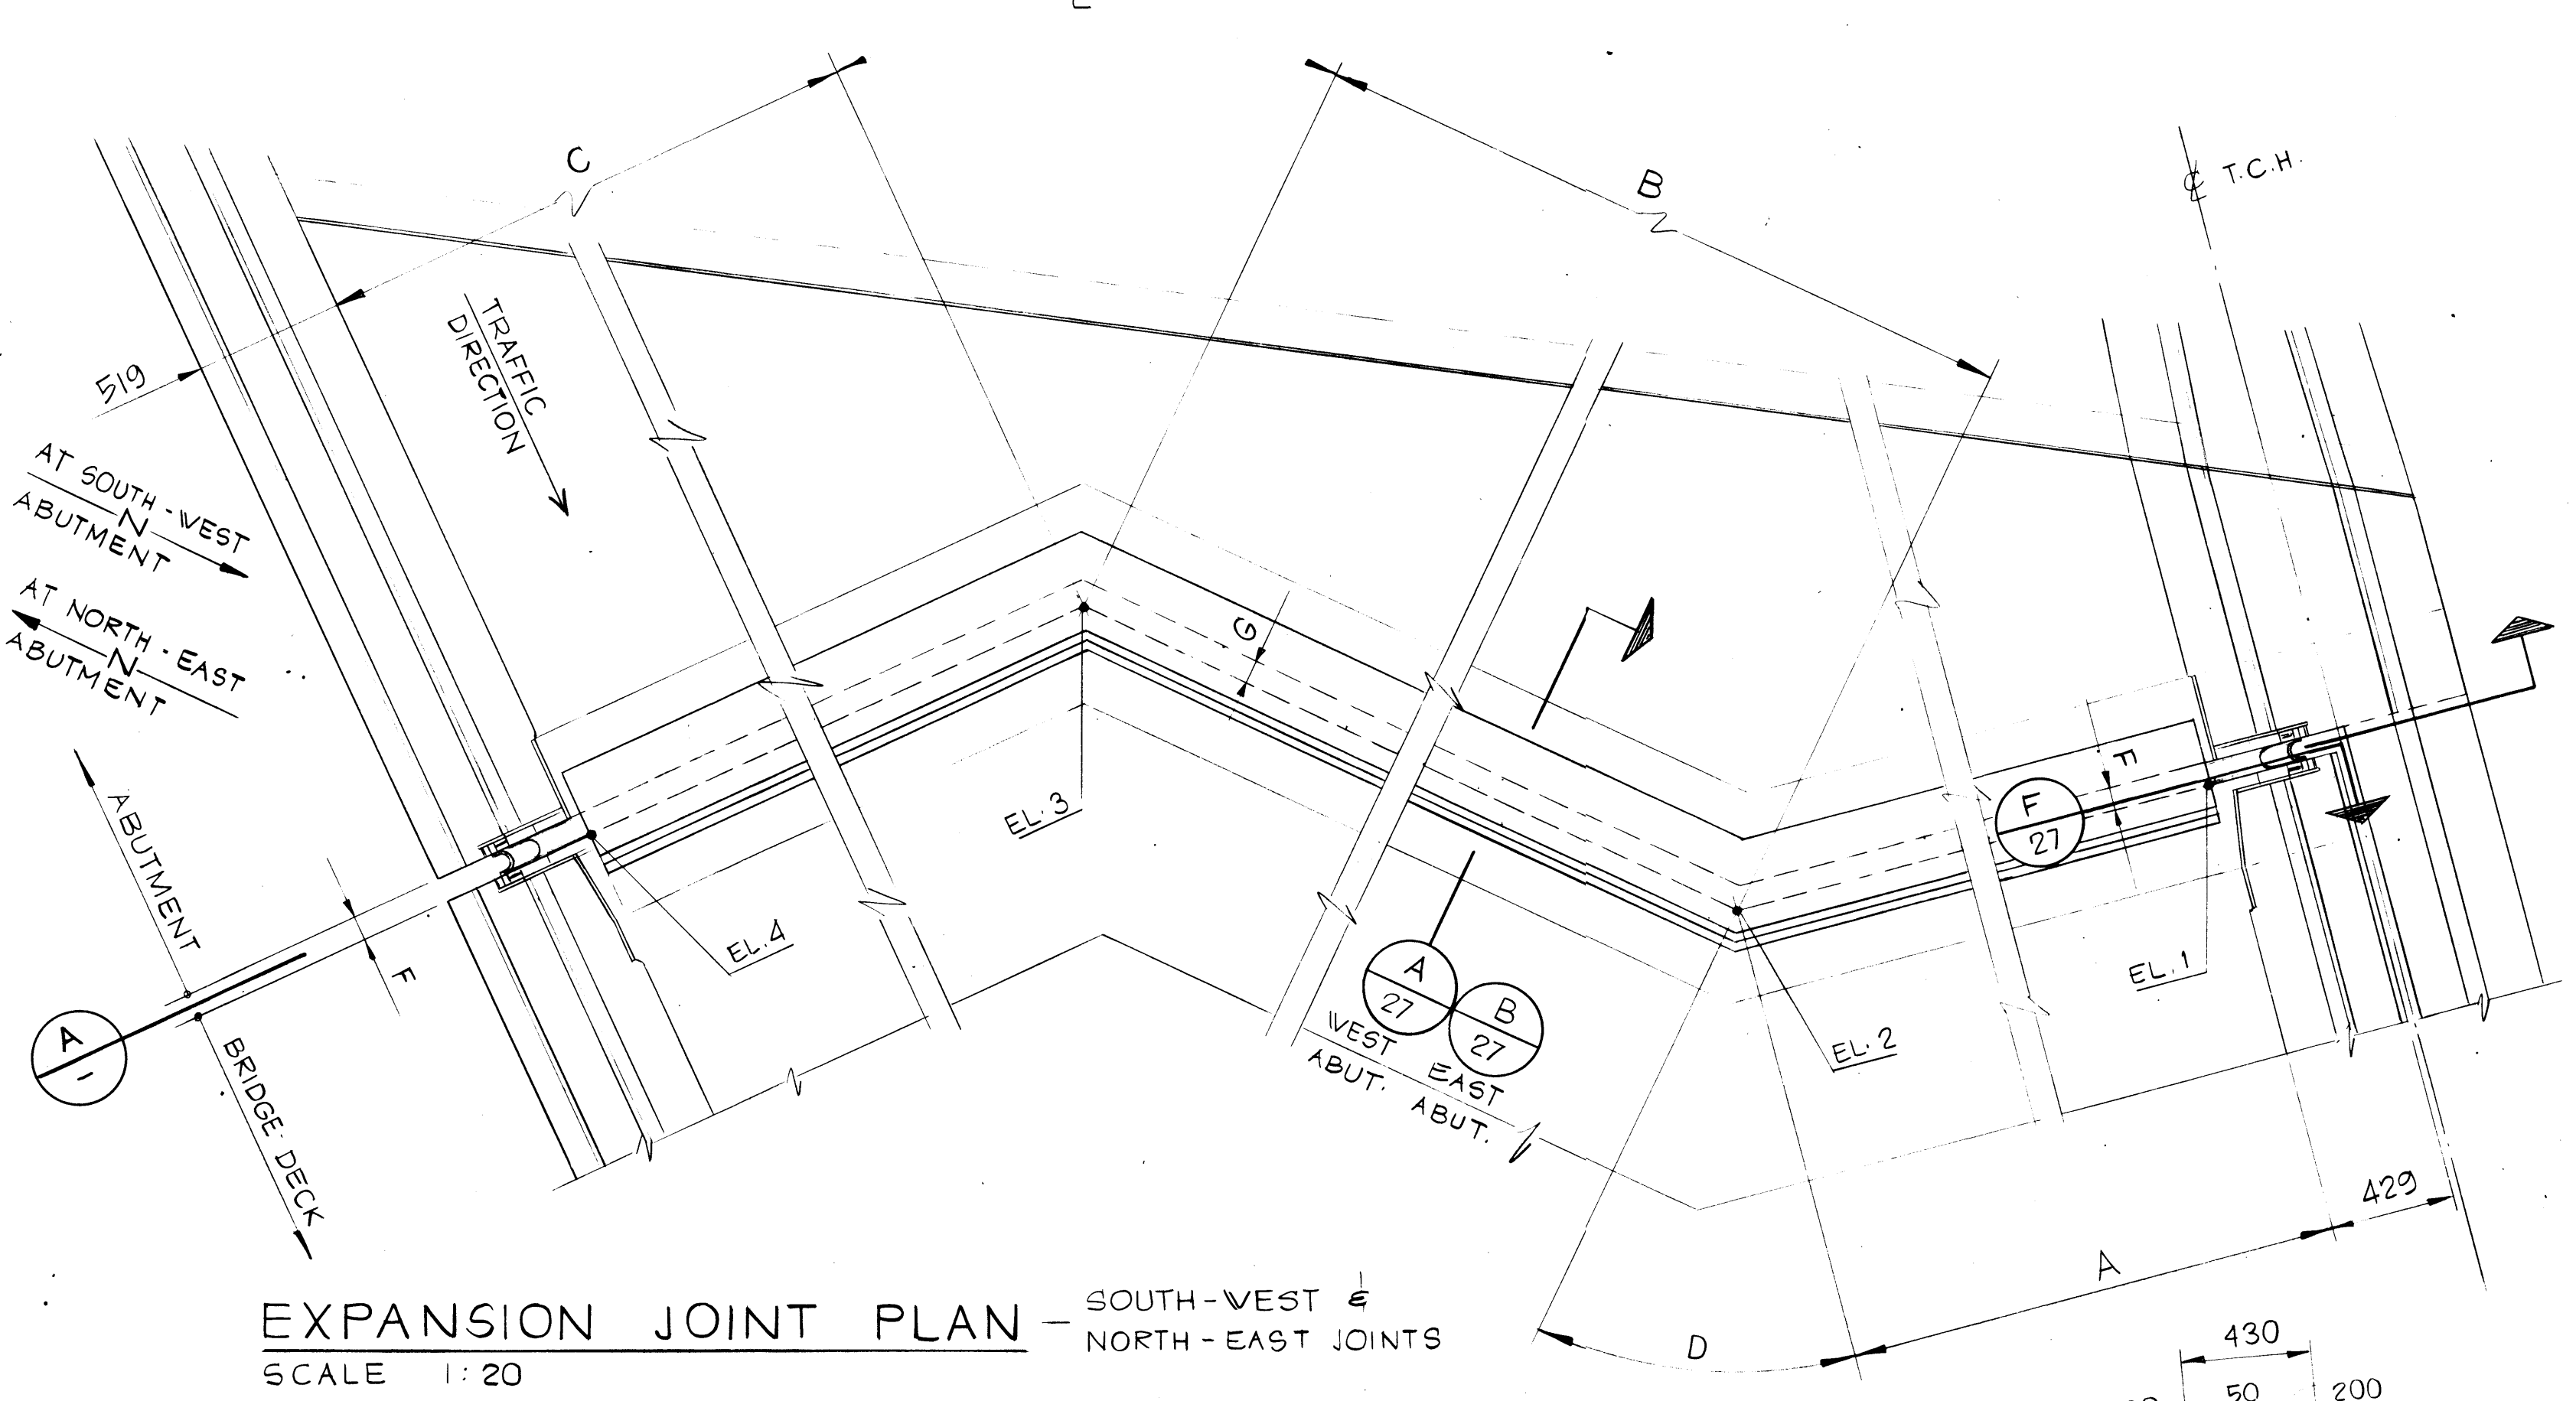 C
B
℄ T.C.H.
TRAFFIC
DIRECTION
519
AT SOUTH-WEST
ABUTMENT
N
AT NORTH-EAST
ABUTMENT
N
G
F
F
27
EL.3
EL.4
EL.1
EL.2
ABUTMENT
F
A
-
BRIDGE DECK
A
27
B
27
WEST
ABUT.
EAST
ABUT.
429
A
D
EXPANSION JOINT PLAN - SOUTH-WEST &
NORTH-EAST JOINTS
SCALE 1:20
430
50
200